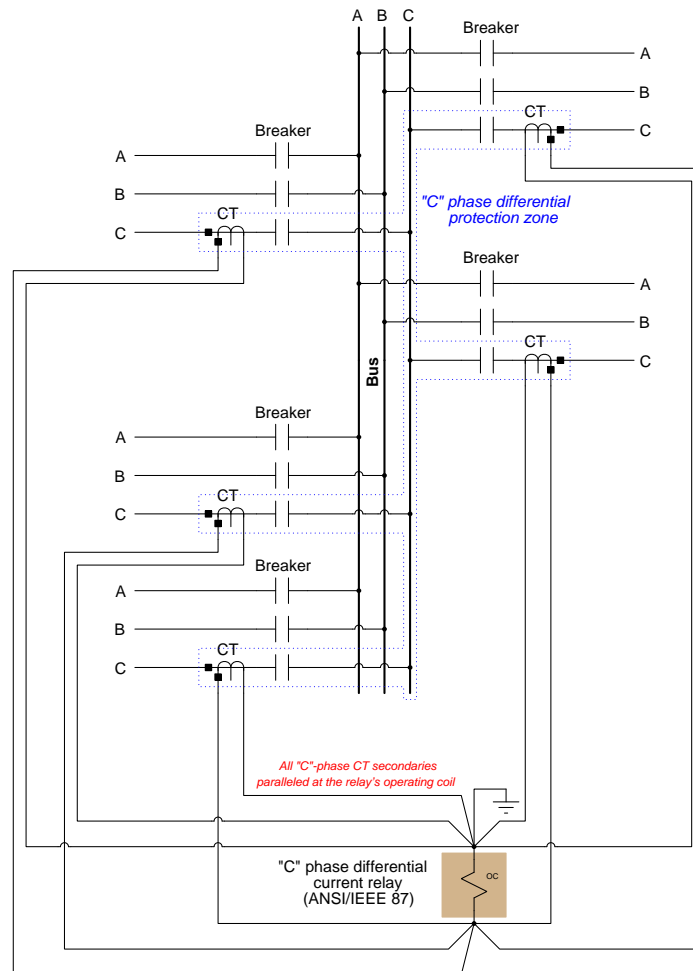 A B C
Breaker
A
B
CT
C
Breaker
A
B
CT
C
"C" phase differential
protection zone
Breaker
A
B
CT
C
Bus
Breaker
A
B
CT
C
Breaker
A
B
CT
C
All "C"-phase CT secondaries
paralleled at the relay's operating coil
"C" phase differential
current relay
(ANSI/IEEE 87)
OC